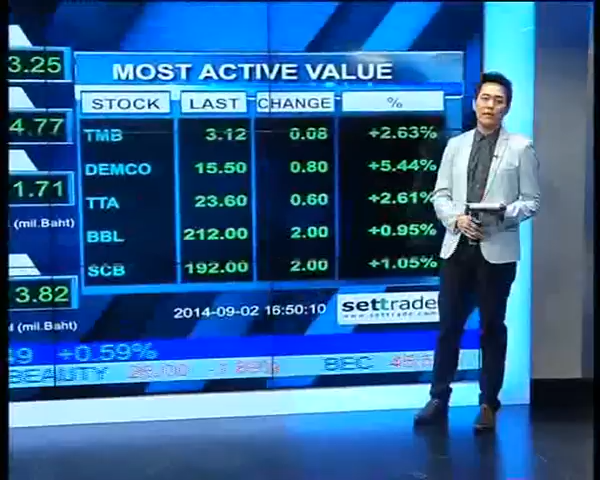 3.25
4.77
1.71
(mil.Baht)
3.82
(mil.Baht)
MOST ACTIVE VALUE
STOCK LAST CHANGE %
TMB 3.12 0.08 +2.63%
DEMCO 15.50 0.80 +5.44%
TTA 23.60 0.60 +2.61%
BBL 212.00 2.00 +0.95%
SCB 192.00 2.00 +1.05%
2014-09-02 16:50:10
settrade
www.settrade.com
49 +0.59%
BEAUTY BEC